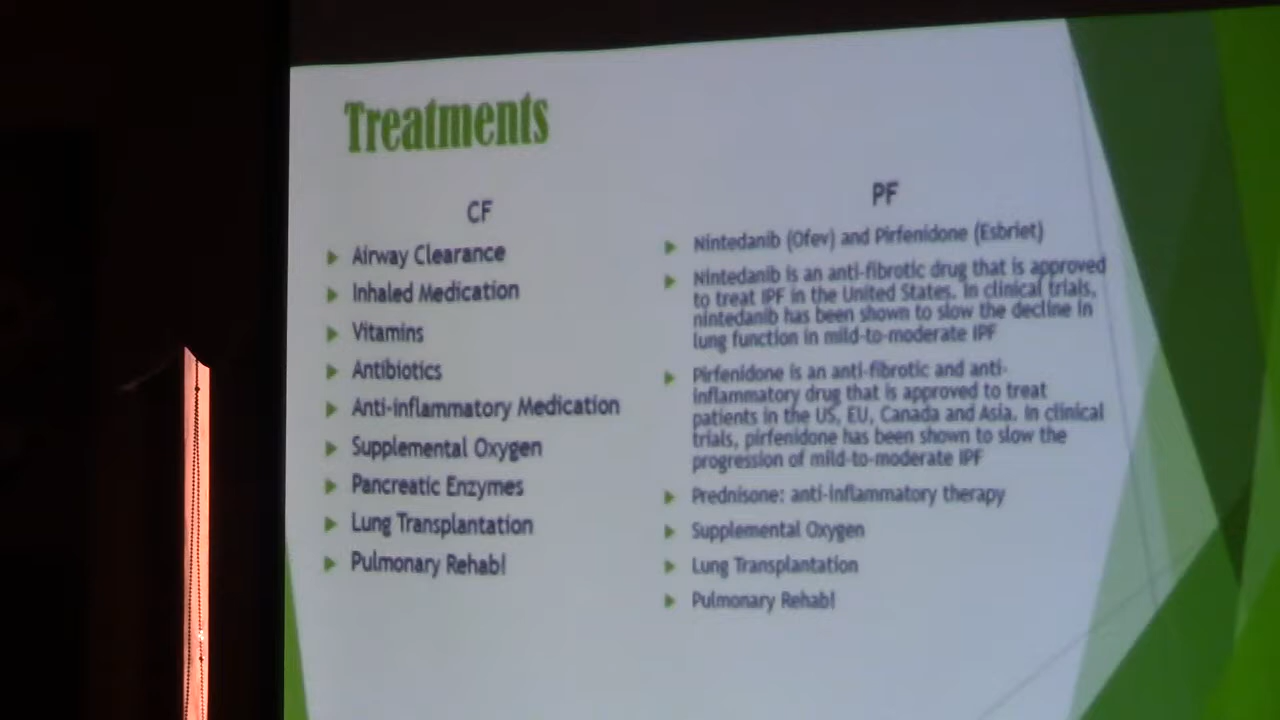 Treatments
CF
Airway Clearance
Inhaled Medication
Vitamins
Antibiotics
Anti-inflammatory Medication
Supplemental Oxygen
Pancreatic Enzymes
Lung Transplantation
Pulmonary Rehab!
PF
Nintedanib (Ofev) and Pirfenidone (Esbriet)
Nintedanib is an anti-fibrotic drug that is approved
to treat IPF in the United States. In clinical trials,
nintedanib has been shown to slow the decline in
lung function in mild-to-moderate IPF
Pirfenidone is an anti-fibrotic and anti-
inflammatory drug that is approved to treat
patients in the US, EU, Canada and Asia. In clinical
trials, pirfenidone has been shown to slow the
progression of mild-to-moderate IPF
Prednisone: anti-inflammatory therapy
Supplemental Oxygen
Lung Transplantation
Pulmonary Rehab!